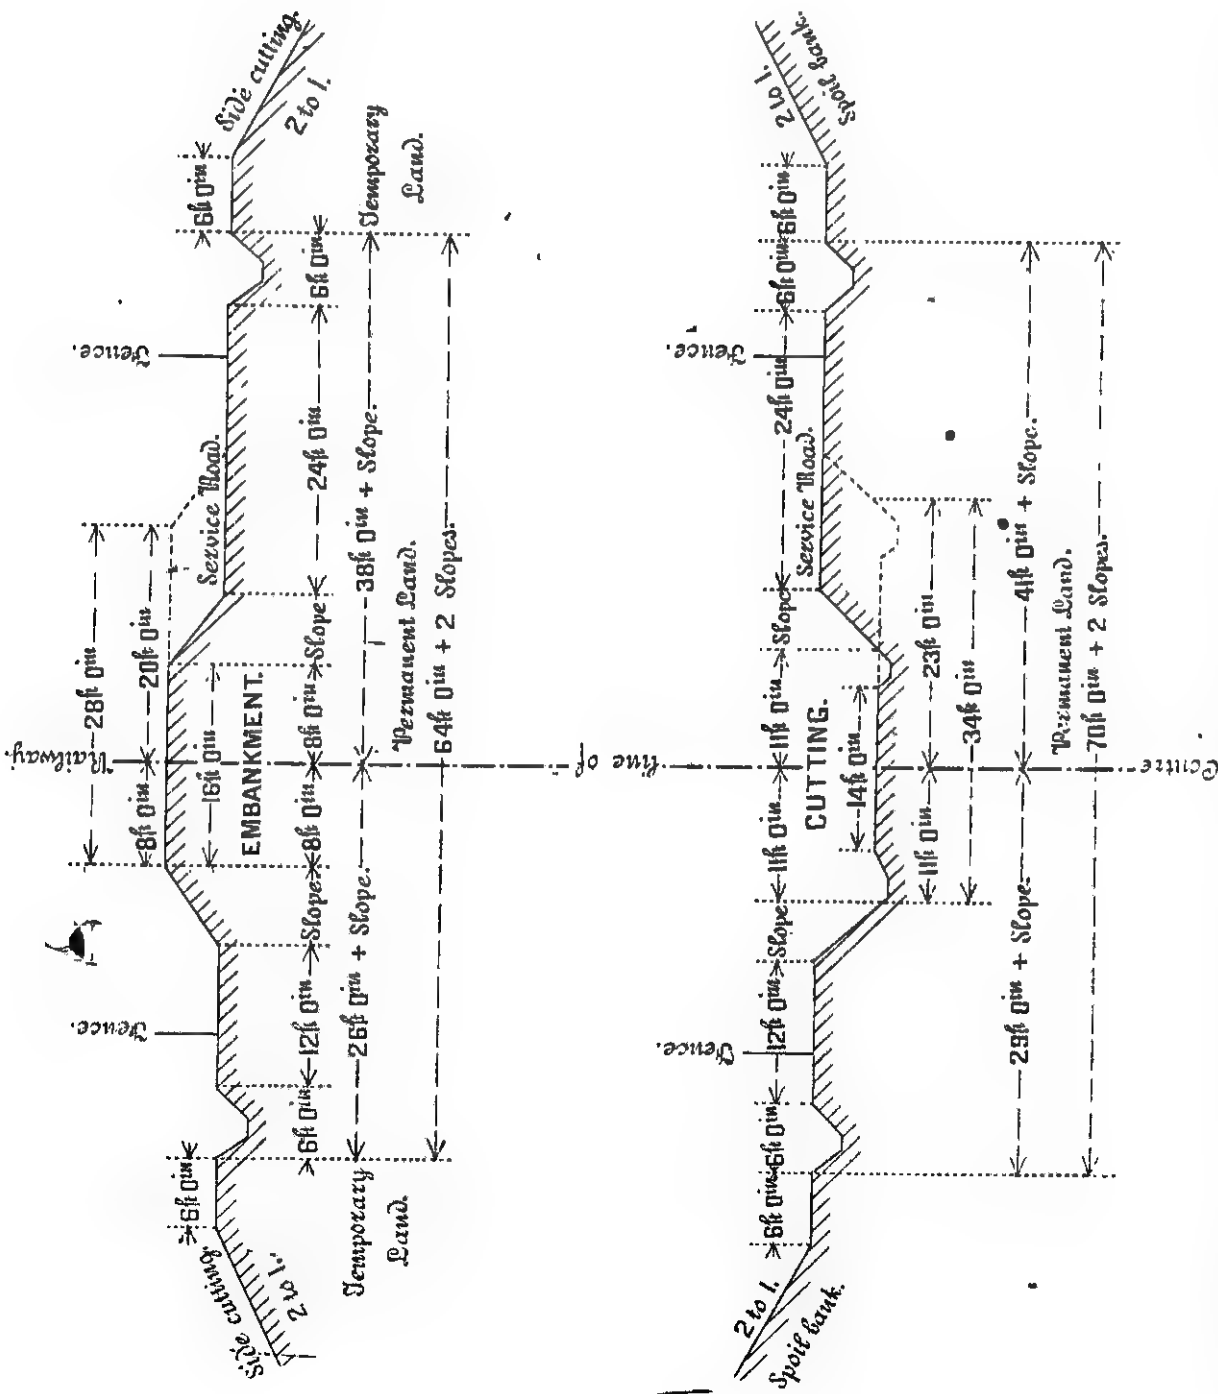 Side cutting.
2 to 1.
6ft 0in
Fence.
Service Road.
6ft 0in
24ft 0in
Slope
28ft 0in
20ft 0in
8ft 0in
16ft 0in
EMBANKMENT.
8ft 0in
8ft 0in
Slope
12ft 0in
6ft 0in
Fence.
6ft 0in
Side cutting.
2 to 1.
Temporary
Land.
38ft 0in + Slope.
26ft 0in + Slope.
Permanent Land.
64ft 0in + 2 Slopes.
Temporary
Land.
Centre line of Railway.
Spoil bank.
2 to 1.
6ft 0in
6ft 0in
Fence.
24ft 0in
Service Road.
Slope
11ft 0in
CUTTING.
14ft 0in
11ft 0in
Slope
12ft 0in
Fence.
6ft 0in
6ft 0in
2 to 1.
Spoil bank.
23ft 0in
11ft 0in
34ft 0in
41ft 0in + Slope.
29ft 0in + Slope.
Permanent Land.
70ft 0in + 2 Slopes.